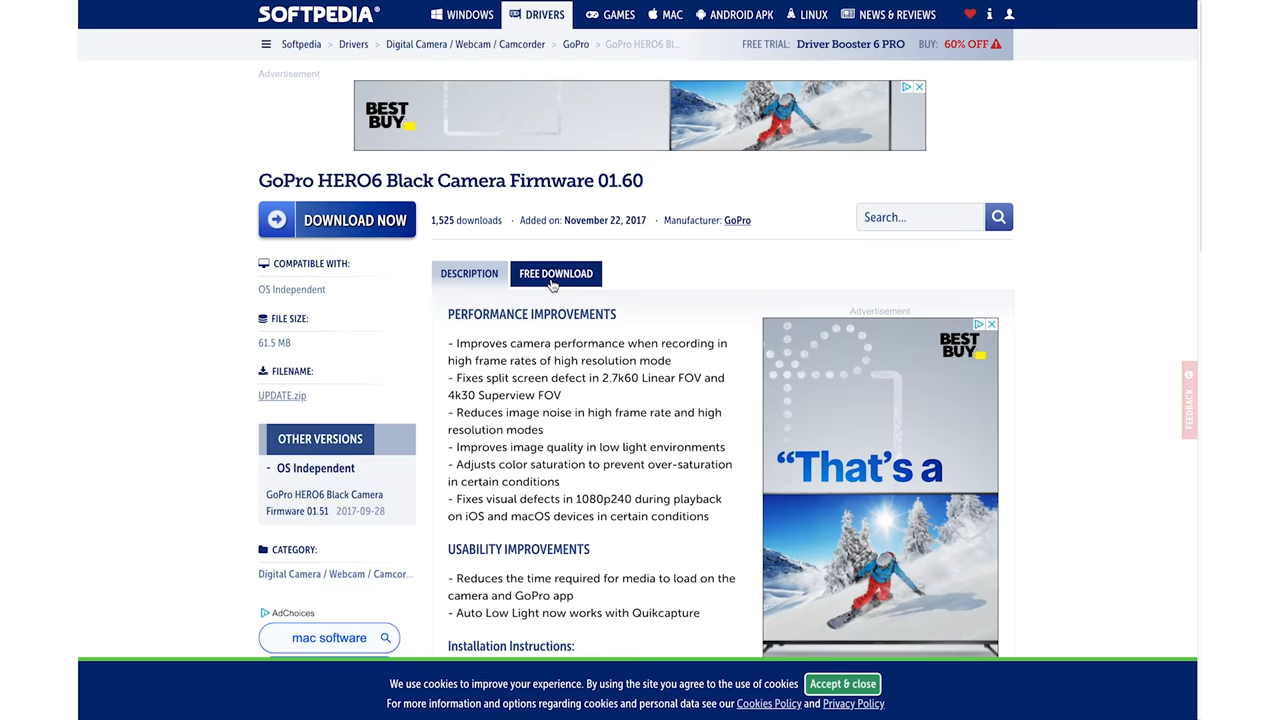 SOFTPEDIA®
WINDOWS DRIVERS GAMES MAC ANDROID APK LINUX NEWS & REVIEWS
Softpedia > Drivers > Digital Camera / Webcam / Camcorder > GoPro > GoPro HERO6 Bl...
FREE TRIAL: Driver Booster 6 PRO BUY: 60% OFF
Advertisement
BEST
BUY
GoPro HERO6 Black Camera Firmware 01.60
DOWNLOAD NOW
1,525 downloads · Added on: November 22, 2017 · Manufacturer: GoPro
Search...
COMPATIBLE WITH:
OS Independent
FILE SIZE:
61.5 MB
FILENAME:
UPDATE.zip
OTHER VERSIONS
- OS Independent
GoPro HERO6 Black Camera
Firmware 01.51 2017-09-28
CATEGORY:
Digital Camera / Webcam / Camcor...
AdChoices
mac software
DESCRIPTION
FREE DOWNLOAD
PERFORMANCE IMPROVEMENTS
- Improves camera performance when recording in
high frame rates of high resolution mode
- Fixes split screen defect in 2.7k60 Linear FOV and
4k30 Superview FOV
- Reduces image noise in high frame rate and high
resolution modes
- Improves image quality in low light environments
- Adjusts color saturation to prevent over-saturation
in certain conditions
- Fixes visual defects in 1080p240 during playback
on iOS and macOS devices in certain conditions
USABILITY IMPROVEMENTS
- Reduces the time required for media to load on the
camera and GoPro app
- Auto Low Light now works with Quikcapture
Installation Instructions:
Advertisement
BEST
BUY
“That’s a
FEEDBACK
We use cookies to improve your experience. By using the site you agree to the use of cookies
Accept & close
For more information and options regarding cookies and personal data see our Cookies Policy and Privacy Policy